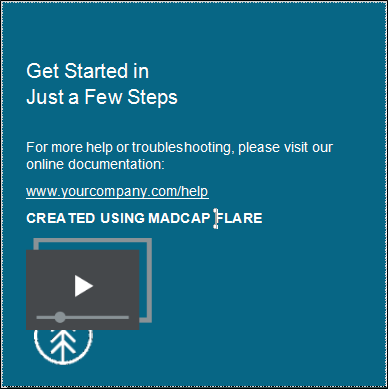 Get Started in
Just a Few Steps
For more help or troubleshooting, please visit our
online documentation:
www.yourcompany.com/help
CREATED USING MADCAP FLARE